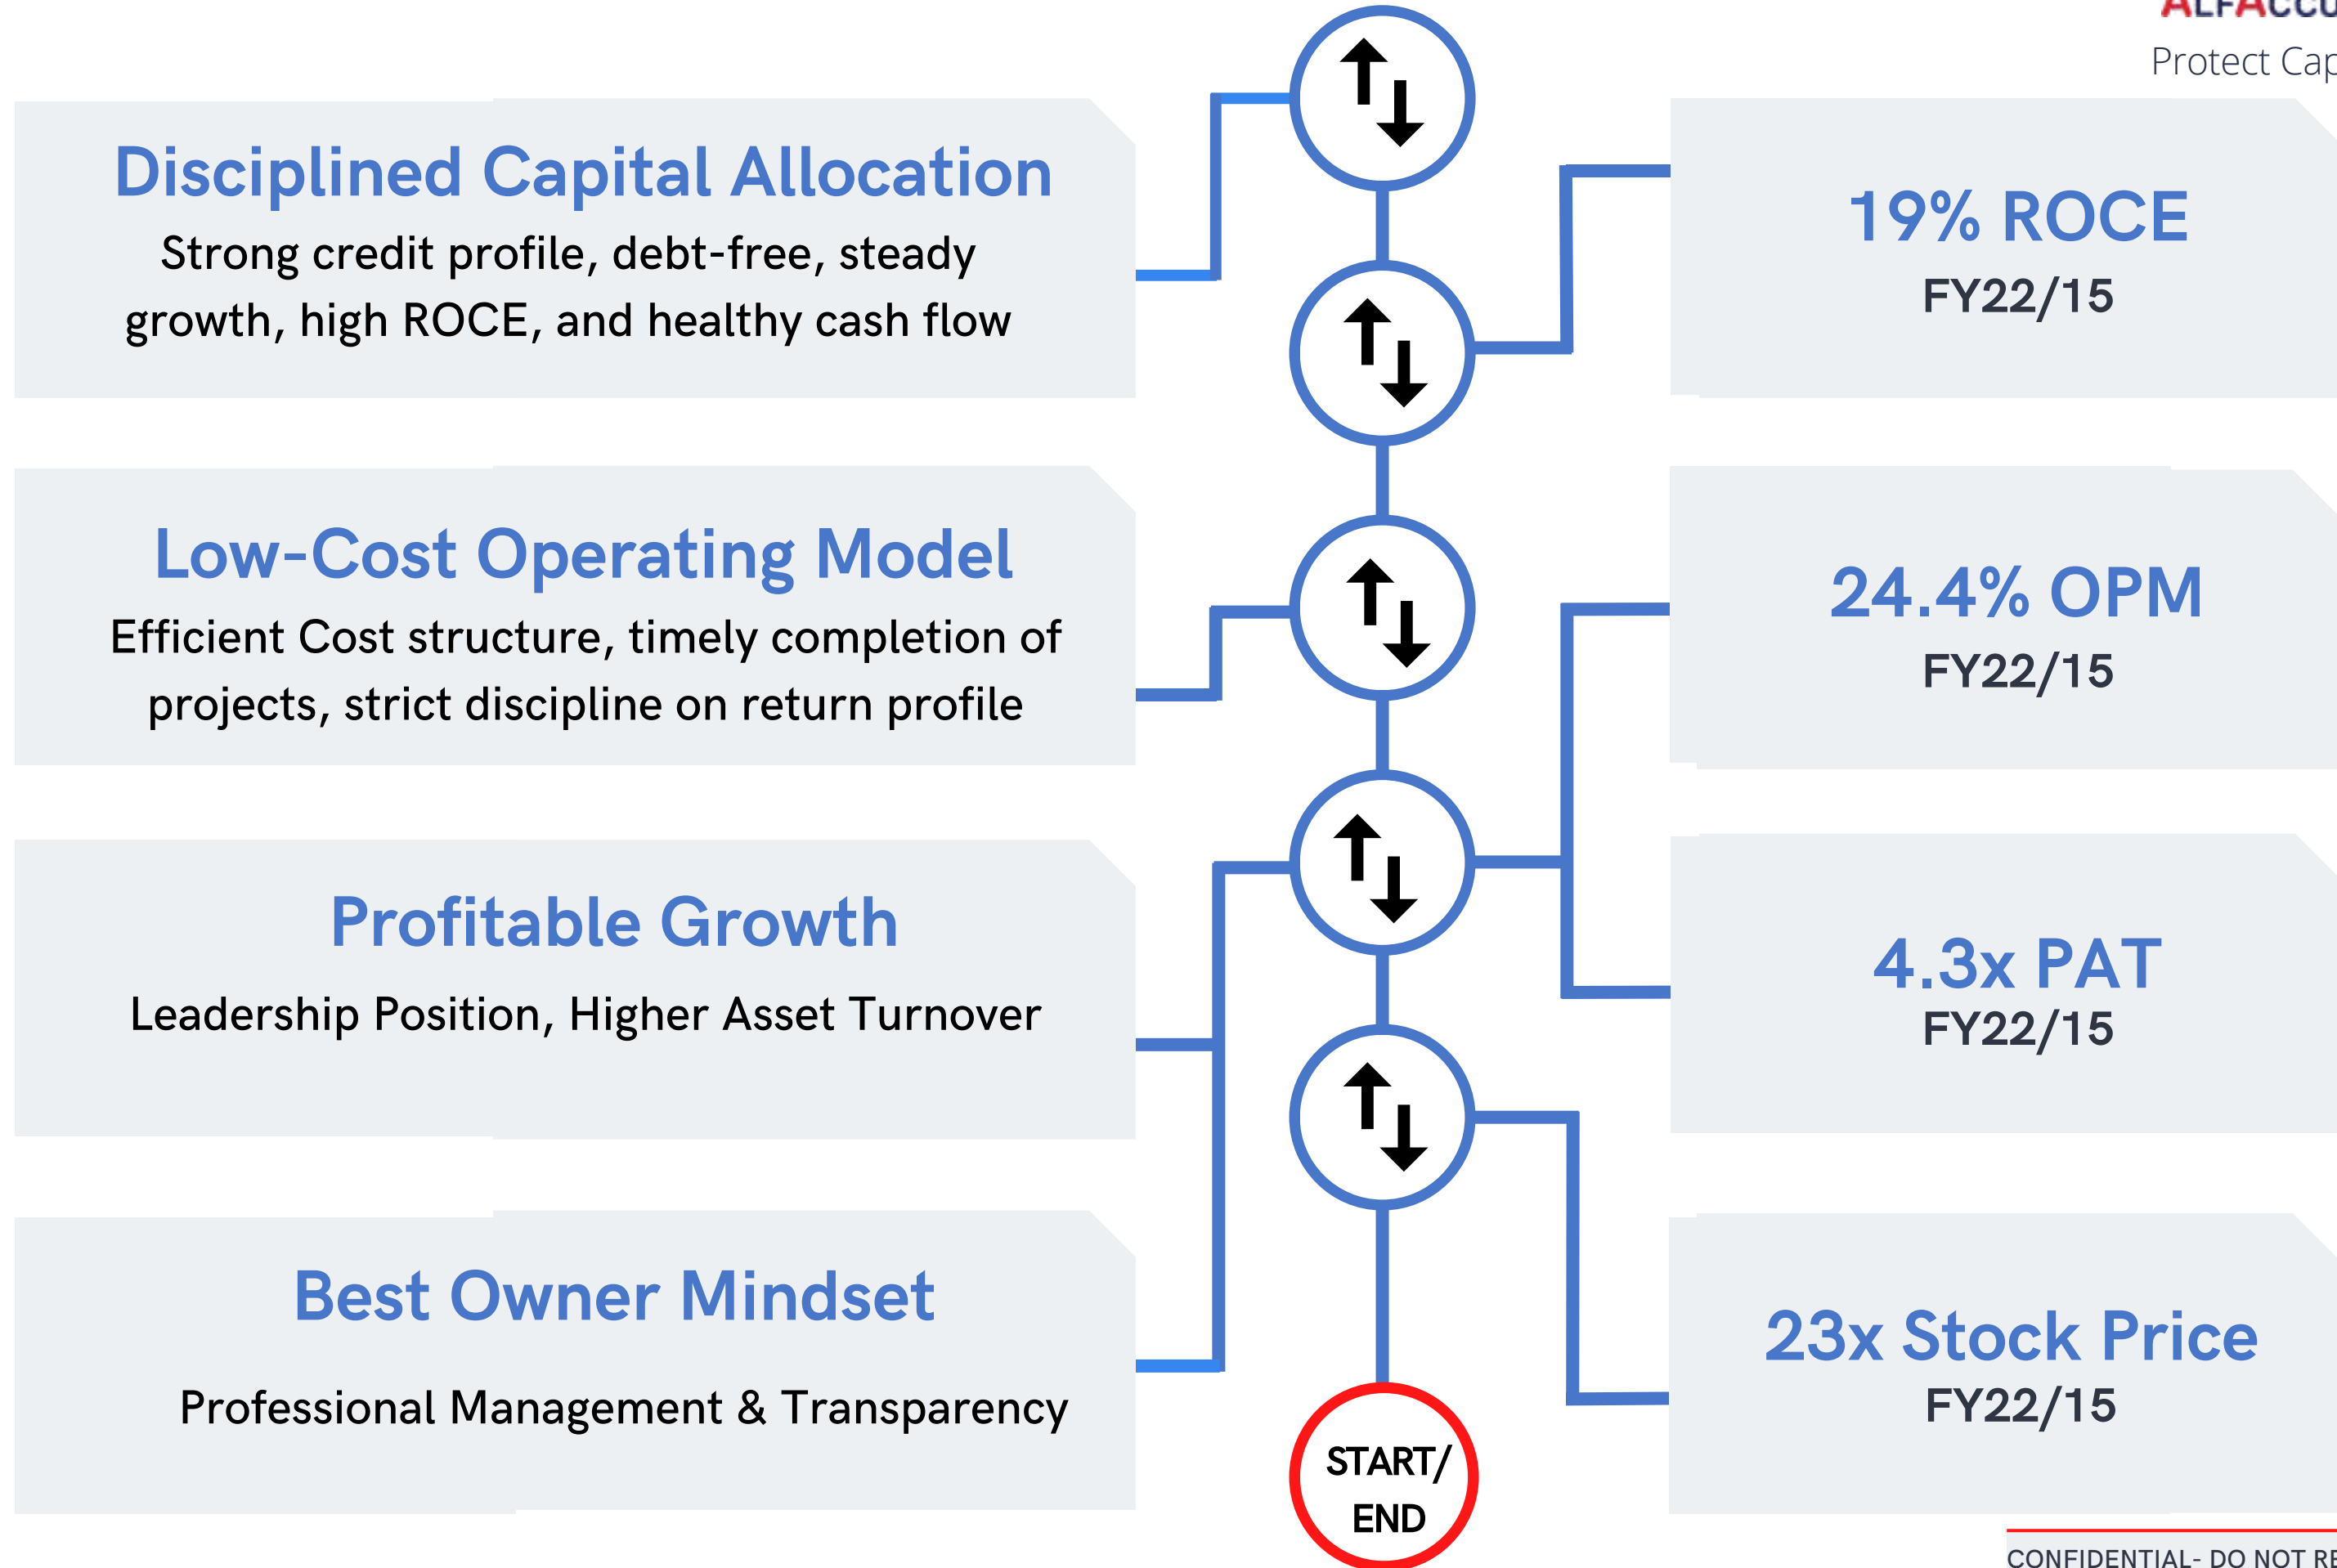 Protect
Disciplined Capital Allocation
Strong credit profile, debt-free, steady
growth, high ROCE, and healthy cash flow
19% ROCE
FY22/15
Low-Cost Operating Model
Efficient Cost structure, timely completion of
projects, strict discipline on return profile
24.4% OPM
FY22/15
Profitable Growth
Leadership Position, Higher Asset Turnover
4.3x PAT
FY22/15
Best Owner Mindset
Professional Management & Transparency
23x Stock Price
FY22/15
START/
END
CONFIDENTIAL- DO NOT